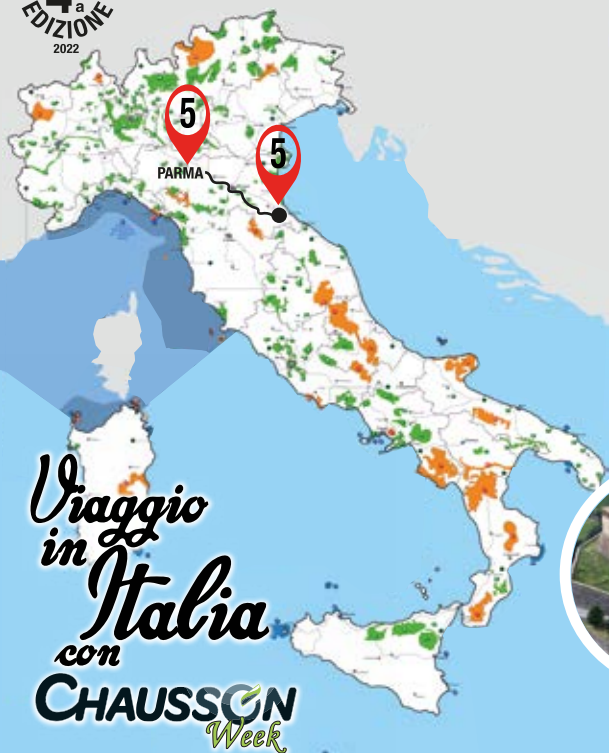 4a
EDIZIONE
2022
5
5
PARMA
Viaggio
in
Italia
con
CHAUSSON
Week